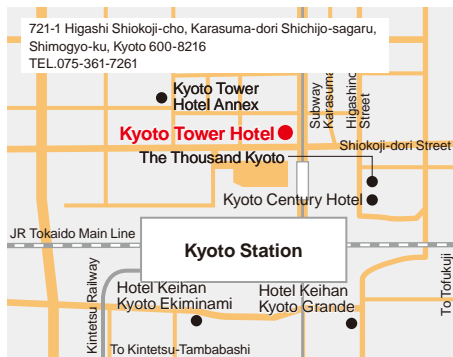 721-1 Higashi Shiokoji-cho, Karasuma-dori Shichijo-sagaru,
Shimogyo-ku, Kyoto 600-8216
TEL.075-361-7261
Kyoto Tower
Hotel Annex
Subway
Karasuma
Higashino
Street
Kyoto Tower Hotel
Shiokoji-dori Street
The Thousand Kyoto
Kyoto Century Hotel
JR Tokaido Main Line
Kyoto Station
Kintetsu Railway
Hotel Keihan
Kyoto Ekiminami
Hotel Keihan
Kyoto Grande
To Tofukuji
To Kintetsu-Tambabashi